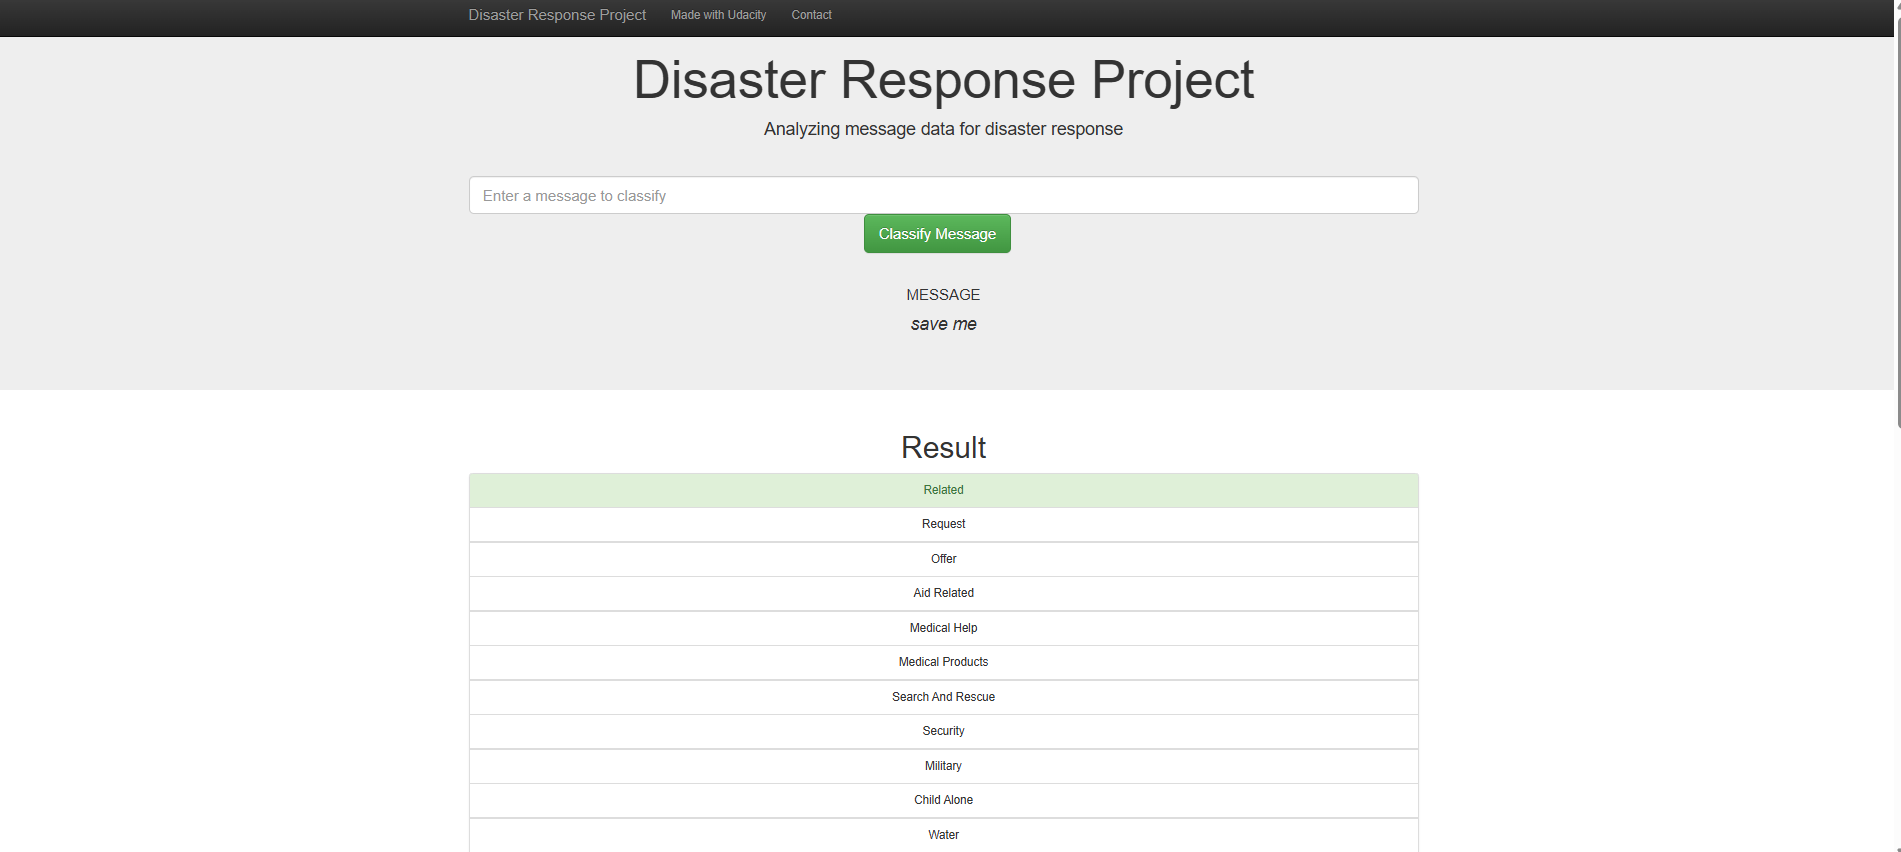 Disaster Response Project Made with Udacity Contact
Disaster Response Project
Analyzing message data for disaster response
Enter a message to classify
Classify Message
MESSAGE
save me
Result
Related
Request
Offer
Aid Related
Medical Help
Medical Products
Search And Rescue
Security
Military
Child Alone
Water